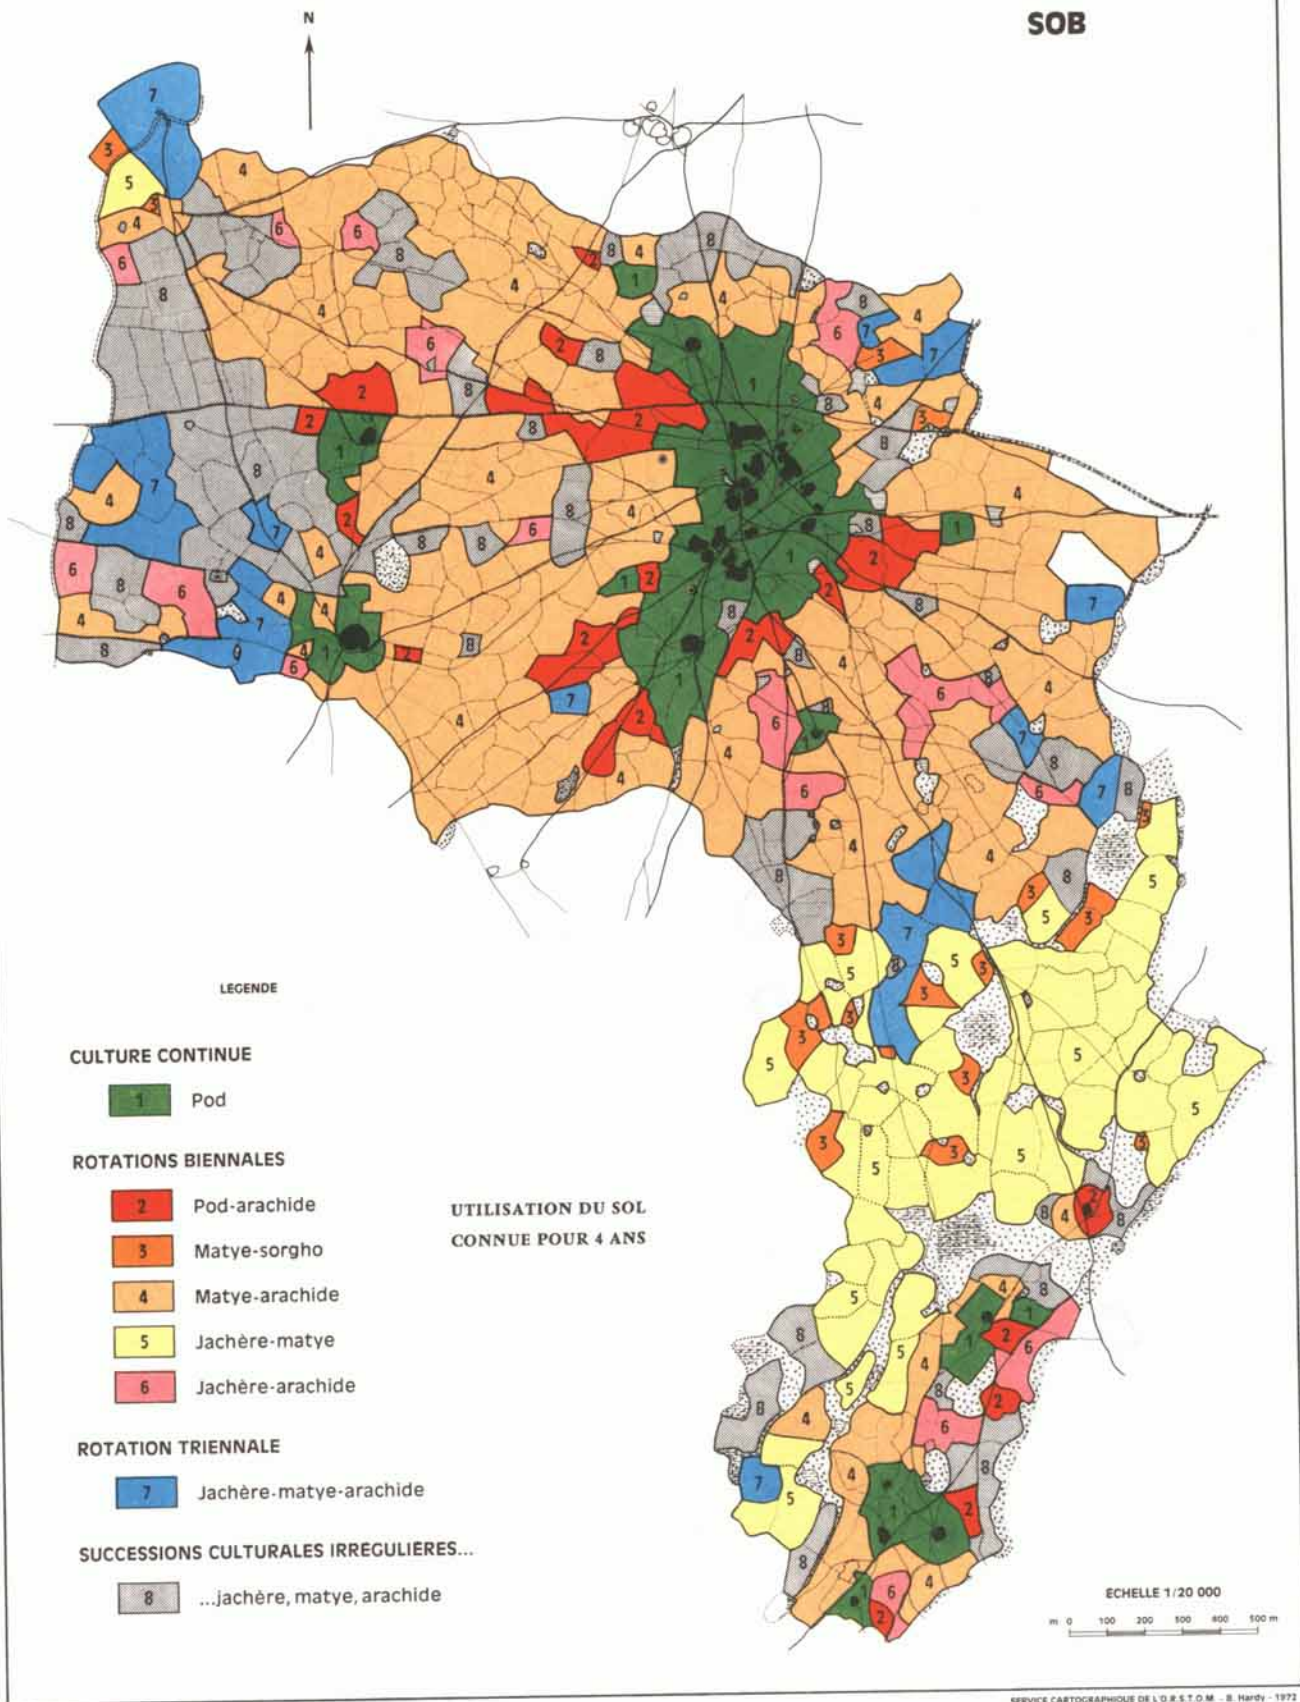 SOB
N
LEGENDE
CULTURE CONTINUE
1 Pod
ROTATIONS BIENNALES
2 Pod-arachide
3 Matye-sorgho
4 Matye-arachide
5 Jachère-matye
6 Jachère-arachide
UTILISATION DU SOL
CONNUE POUR 4 ANS
ROTATION TRIENNALE
7 Jachère-matye-arachide
SUCCESSIONS CULTURALES IRRÉGULIÈRES...
8 ...jachère, matye, arachide
ECHELLE 1/20 000
m 0 100 200 300 400 500 m
SERVICE CARTOGRAPHIQUE DE L'O.R.S.T.O.M. - B. Hardy - 1972